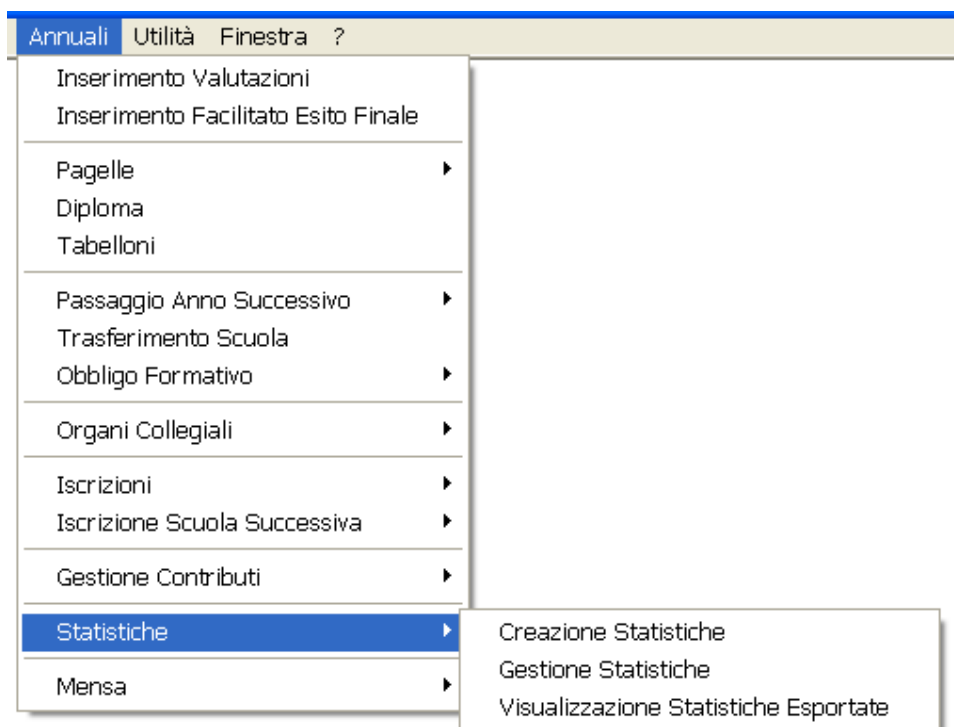 Annuali Utilità Finestra ?
Inserimento Valutazioni
Inserimento Facilitato Esito Finale
Pagelle
Diploma
Tabelloni
Passaggio Anno Successivo
Trasferimento Scuola
Obbligo Formativo
Organi Collegiali
Iscrizioni
Iscrizione Scuola Successiva
Gestione Contributi
Statistiche
Creazione Statistiche
Gestione Statistiche
Visualizzazione Statistiche Esportate
Mensa